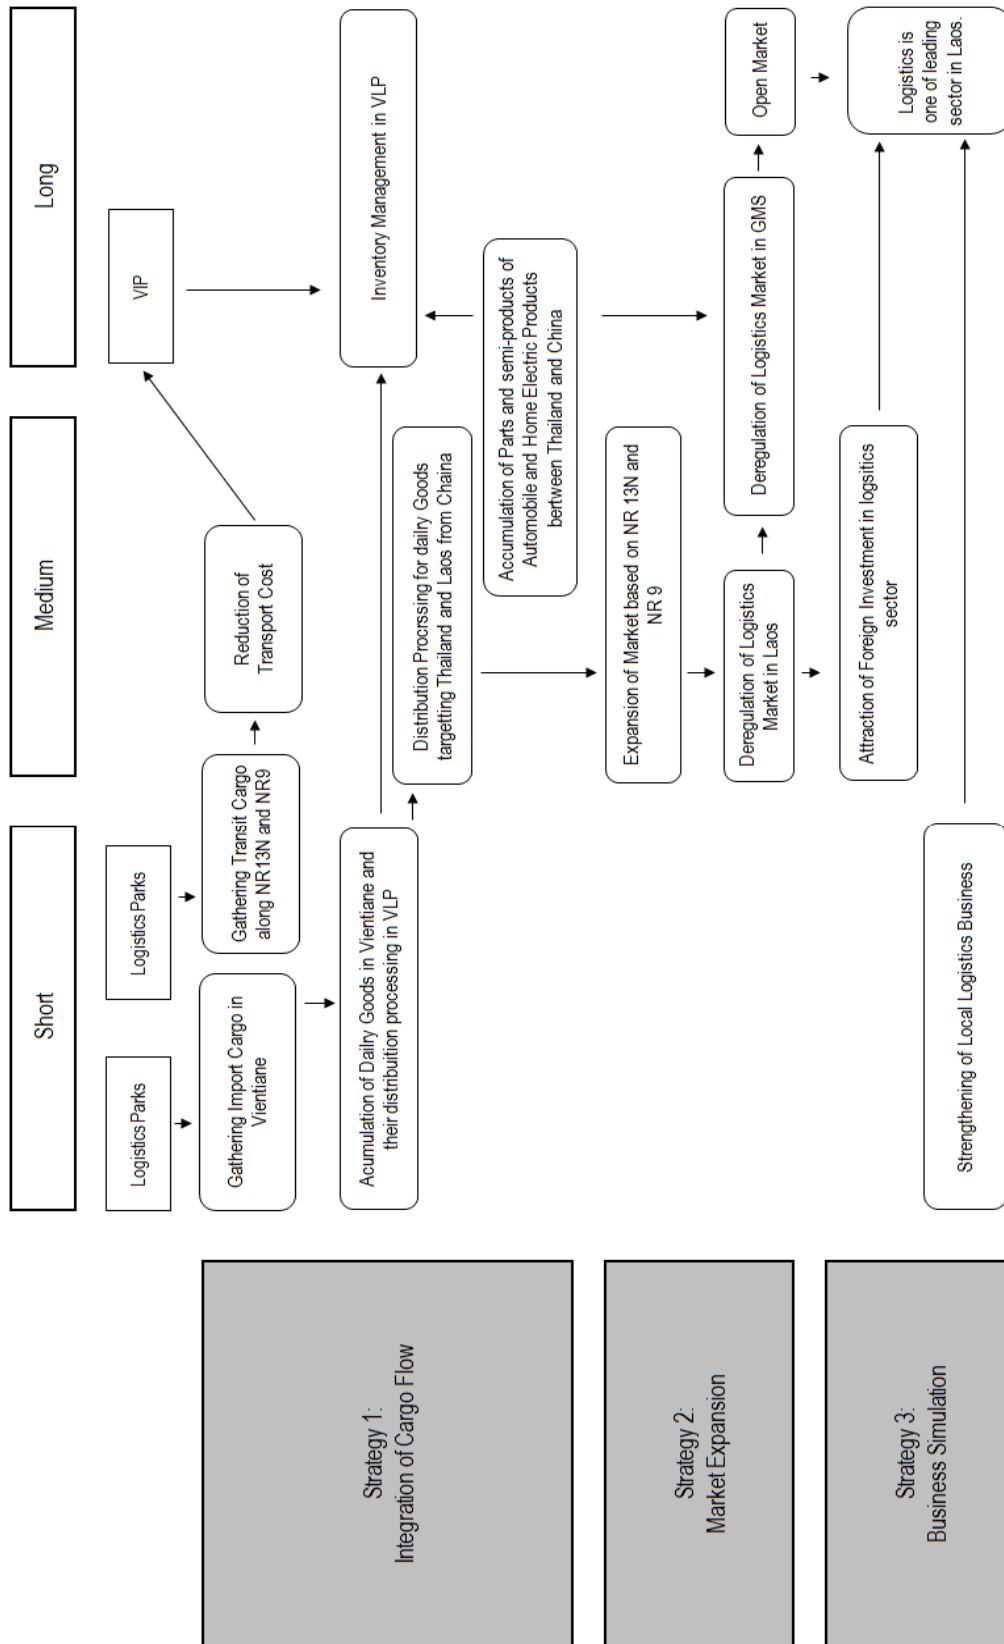 Short
Medium
Long
Logistics Parks
Logistics Parks
VIP
Strategy 1:
Integration of Cargo Flow
Gathering Import Cargo in
Vientiane
Gathering Transit Cargo
along NR13N and NR9
Reduction of
Transport Cost
Acumulation of Dailry Goods in Vientiane and
their distribuition processing in VLP
Inventory Management in VLP
Distribution Procrssing for dailry Goods
targetting Thailand and Laos from Chaina
Accumulation of Parts and semi-products of
Automobile and Home Electric Products
bertween Thailand and China
Strategy 2:
Market Expansion
Expansion of Market based on NR 13N and
NR 9
Deregulation of Logistics
Market in Laos
Deregulation of Logistics Market in GMS
Open Market
Strategy 3:
Business Simulation
Attraction of Foreign Investment in logsitics
sector
Logistics is
one of leading
sector in Laos.
Strengthening of Local Logistics Business